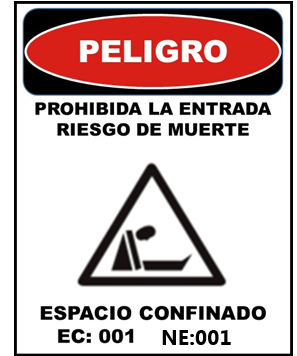 PELIGRO
PROHIBIDA LA ENTRADA
RIESGO DE MUERTE
ESPACIO CONFINADO
EC: 001 NE:001